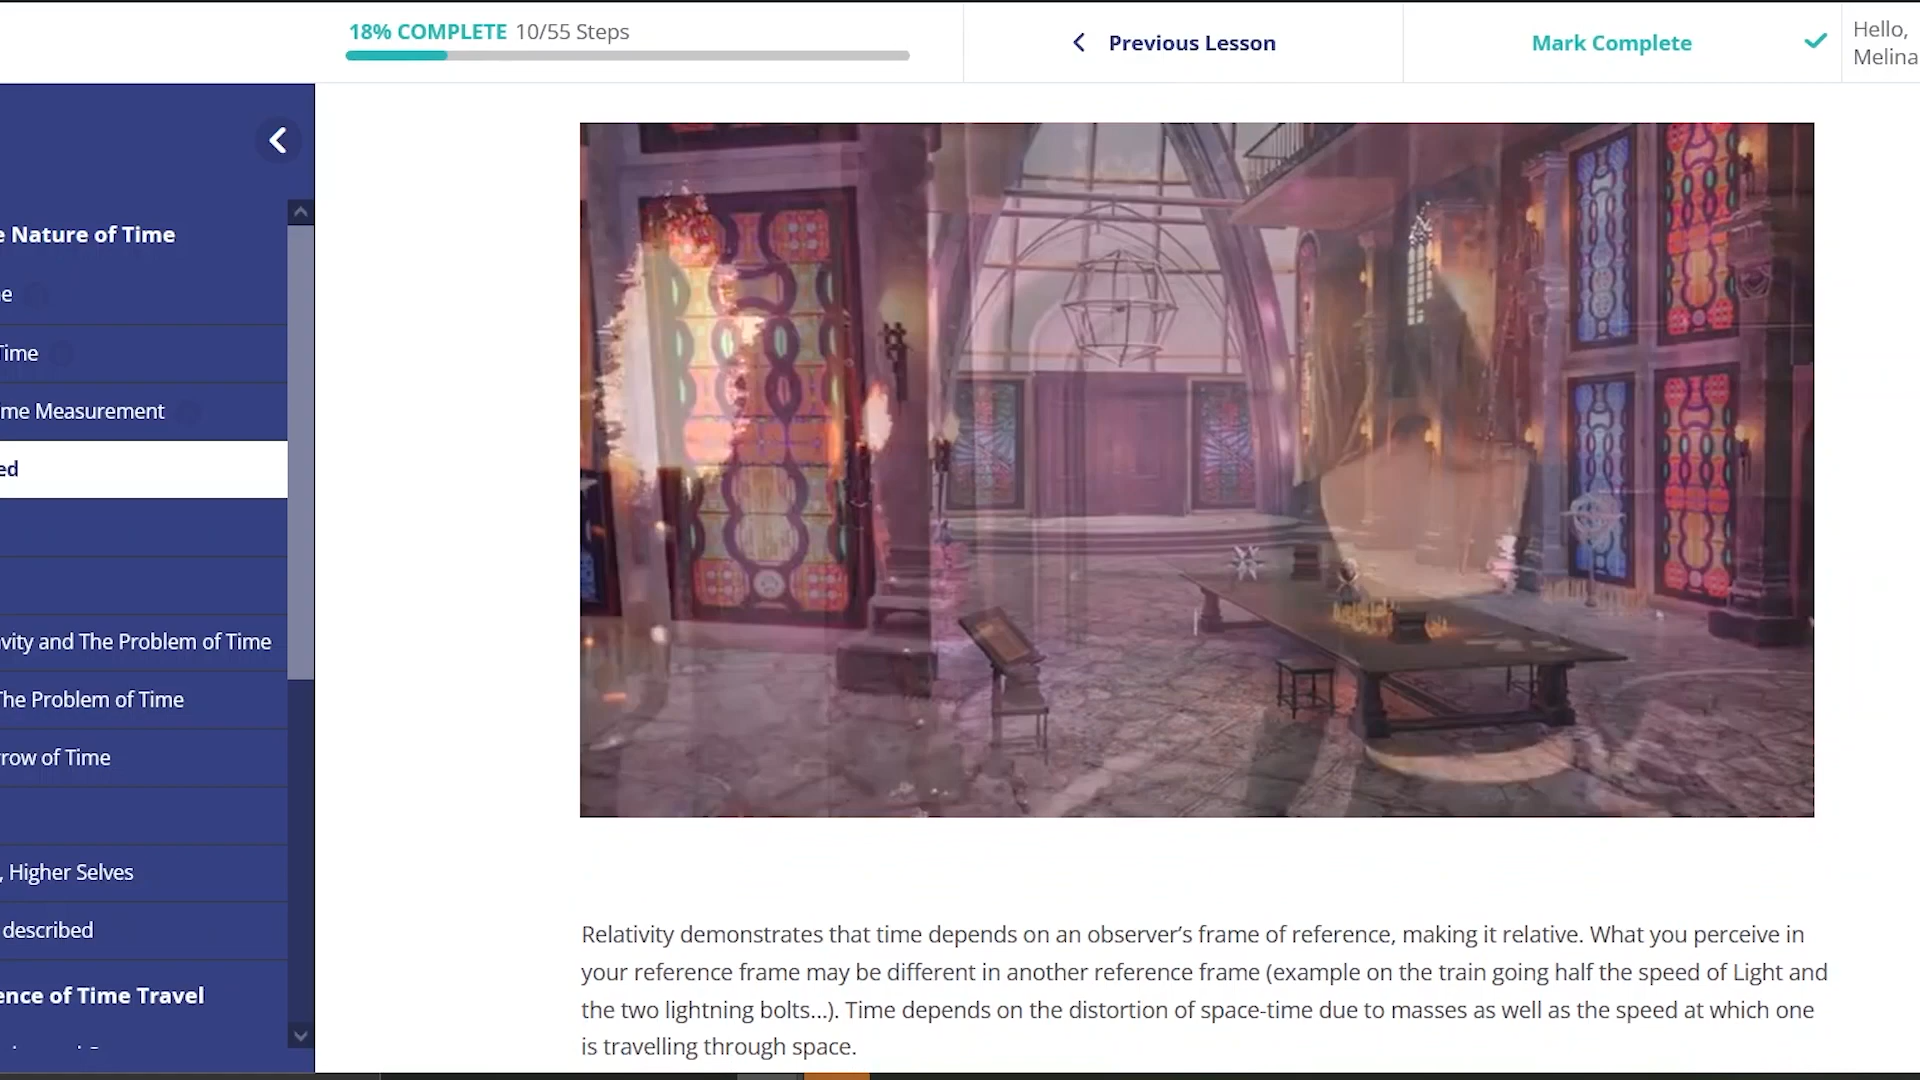 18% COMPLETE 10/55 Steps
Previous Lesson
Mark Complete
Hello,
Melina
Nature of Time
Time
Measurement
vity and The Problem of Time
The Problem of Time
row of Time
, Higher Selves
described
ence of Time Travel
Relativity demonstrates that time depends on an observer’s frame of reference, making it relative. What you perceive in
your reference frame may be different in another reference frame (example on the train going half the speed of Light and
the two lightning bolts...). Time depends on the distortion of space-time due to masses as well as the speed at which one
is travelling through space.